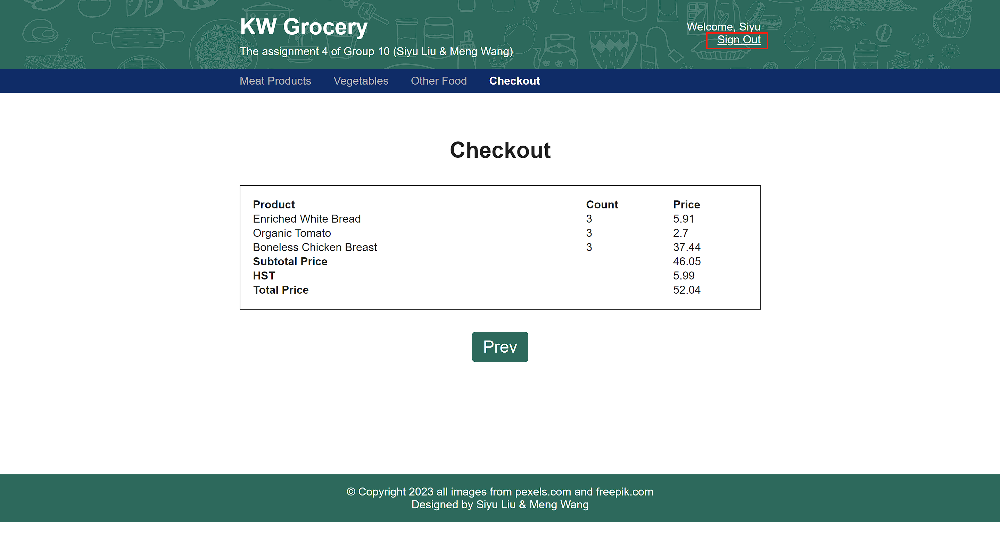 KW Grocery
The assignment 4 of Group 10 (Siyu Liu & Meng Wang)
Welcome, Siyu
Sign Out
Meat Products Vegetables Other Food Checkout
Checkout
Product Count Price
Enriched White Bread 3 5.91
Organic Tomato 3 2.7
Boneless Chicken Breast 3 37.44
Subtotal Price 46.05
HST 5.99
Total Price 52.04
Prev
© Copyright 2023 all images from pexels.com and freepik.com
Designed by Siyu Liu & Meng Wang
Good
Coffee
time